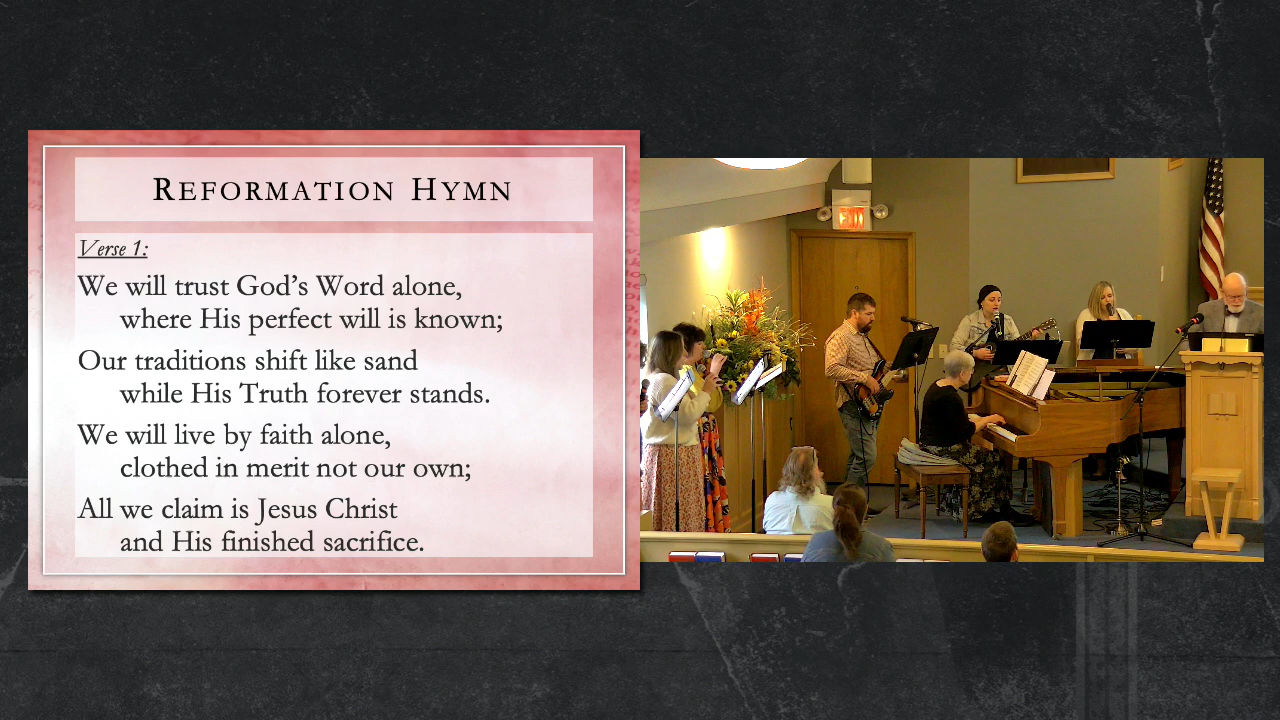 REFORMATION HYMN
Verse 1:
We will trust God’s Word alone,
where His perfect will is known;
Our traditions shift like sand
while His Truth forever stands.
We will live by faith alone,
clothed in merit not our own;
All we claim is Jesus Christ
and His finished sacrifice.
EXIT